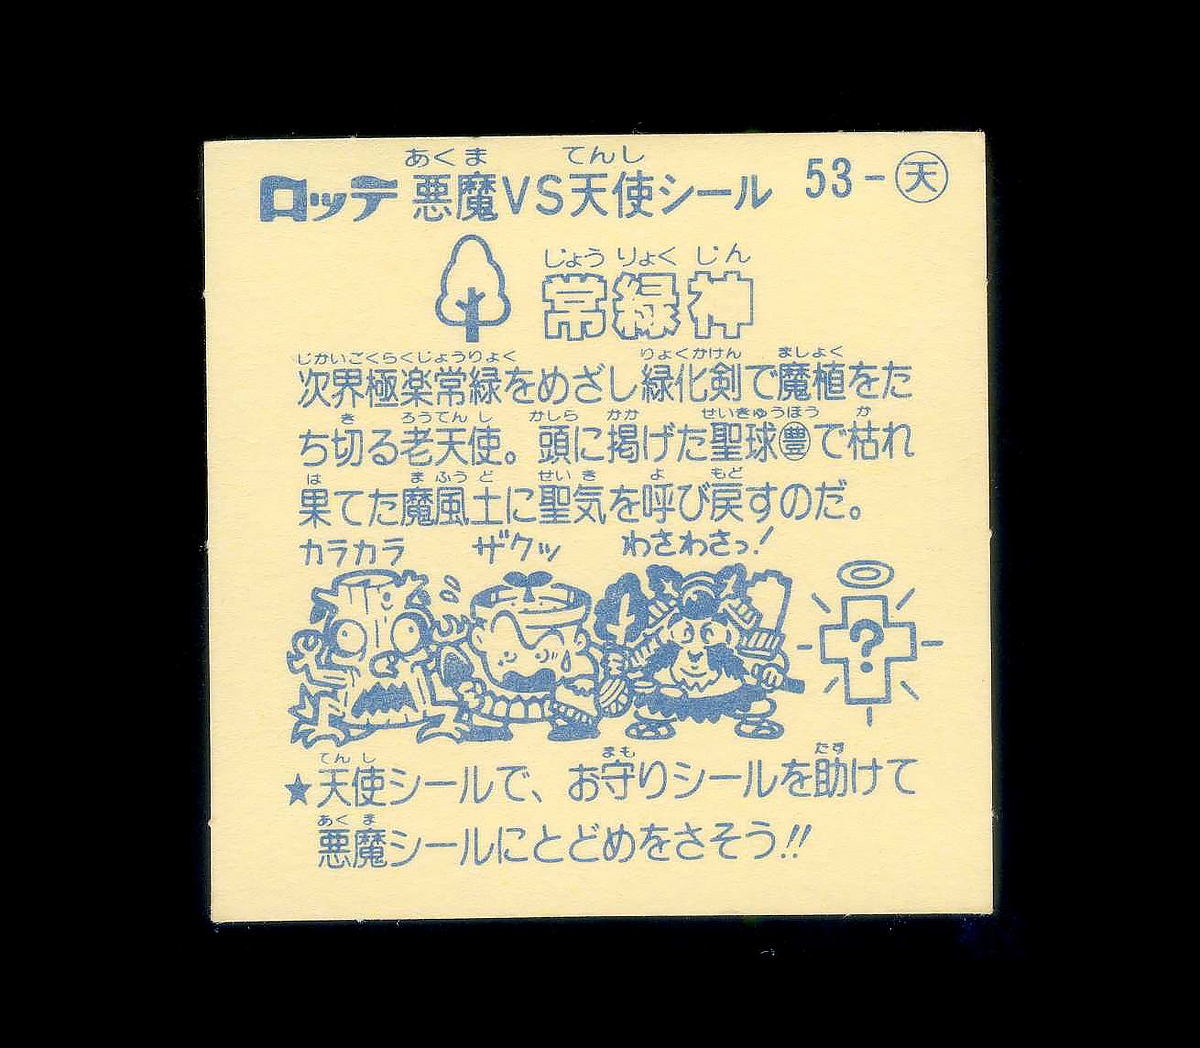 ロッテ 悪魔VS天使シール 53-天
あくま てんし
常緑神
じょうりょくじん
次界極楽常緑をめざし緑化剣で魔植をた
じかいごくらくじょうりょく りょくかけん ましょく
ち切る老天使。頭に掲げた聖球豊で枯れ
き ろうてんし かしら かか せいきゅうほう か
果てた魔風土に聖気を呼び戻すのだ。
は まふうど せいき よ もど
カラカラ ザクッ わさわさっ!
?
★天使シールで、お守りシールを助けて
てんし まも たす
悪魔シールにとどめをさそう!!
あくま